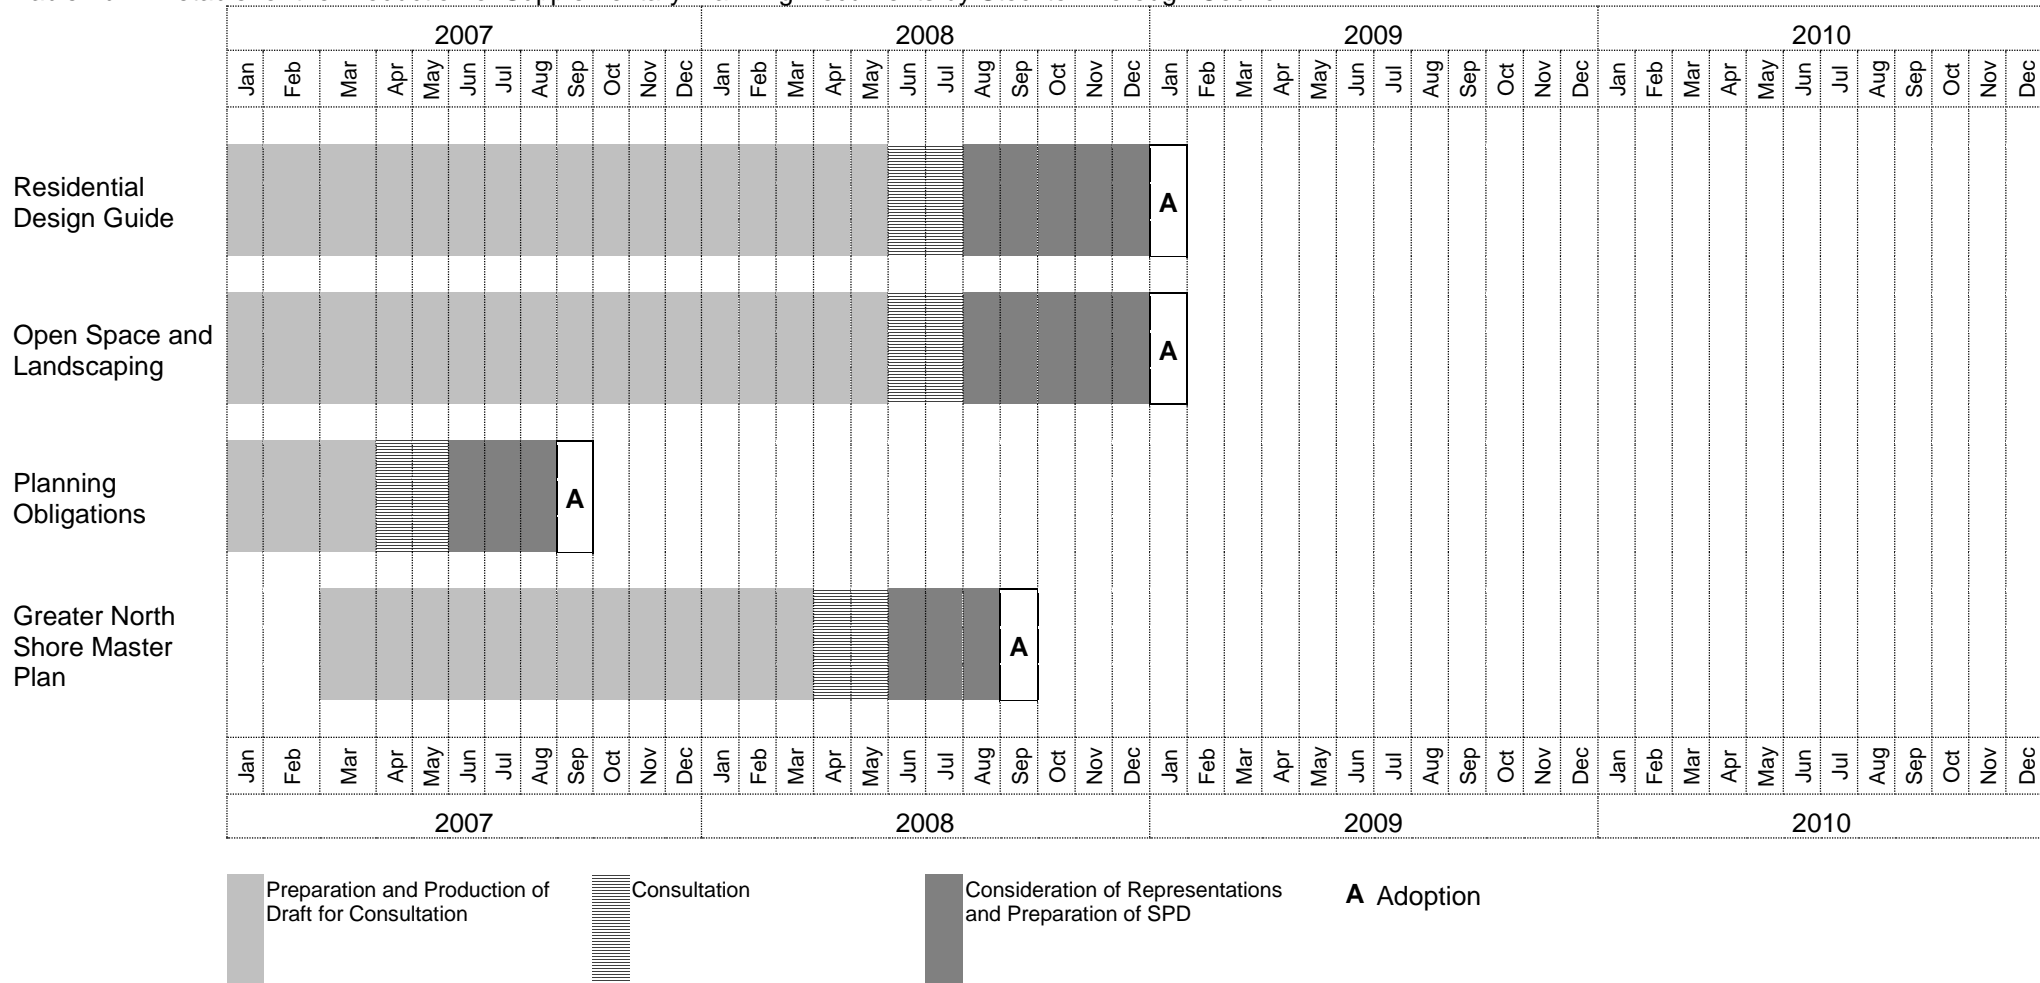 2007 2008 2009 2010
Jan Feb Mar Apr May Jun Jul Aug Sep Oct Nov Dec Jan Feb Mar Apr May Jun Jul Aug Sep Oct Nov Dec Jan Feb Mar Apr May Jun Jul Aug Sep Oct Nov Dec Jan Feb Mar Apr May Jun Jul Aug Sep Oct Nov Dec
Residential
Design Guide
A
Open Space and
Landscaping
A
Planning
Obligations
A
Greater North
Shore Master
Plan
A
Jan Feb Mar Apr May Jun Jul Aug Sep Oct Nov Dec Jan Feb Mar Apr May Jun Jul Aug Sep Oct Nov Dec Jan Feb Mar Apr May Jun Jul Aug Sep Oct Nov Dec Jan Feb Mar Apr May Jun Jul Aug Sep Oct Nov Dec
2007 2008 2009 2010
Preparation and Production of
Draft for Consultation
Consultation
Consideration of Representations
and Preparation of SPD
A Adoption